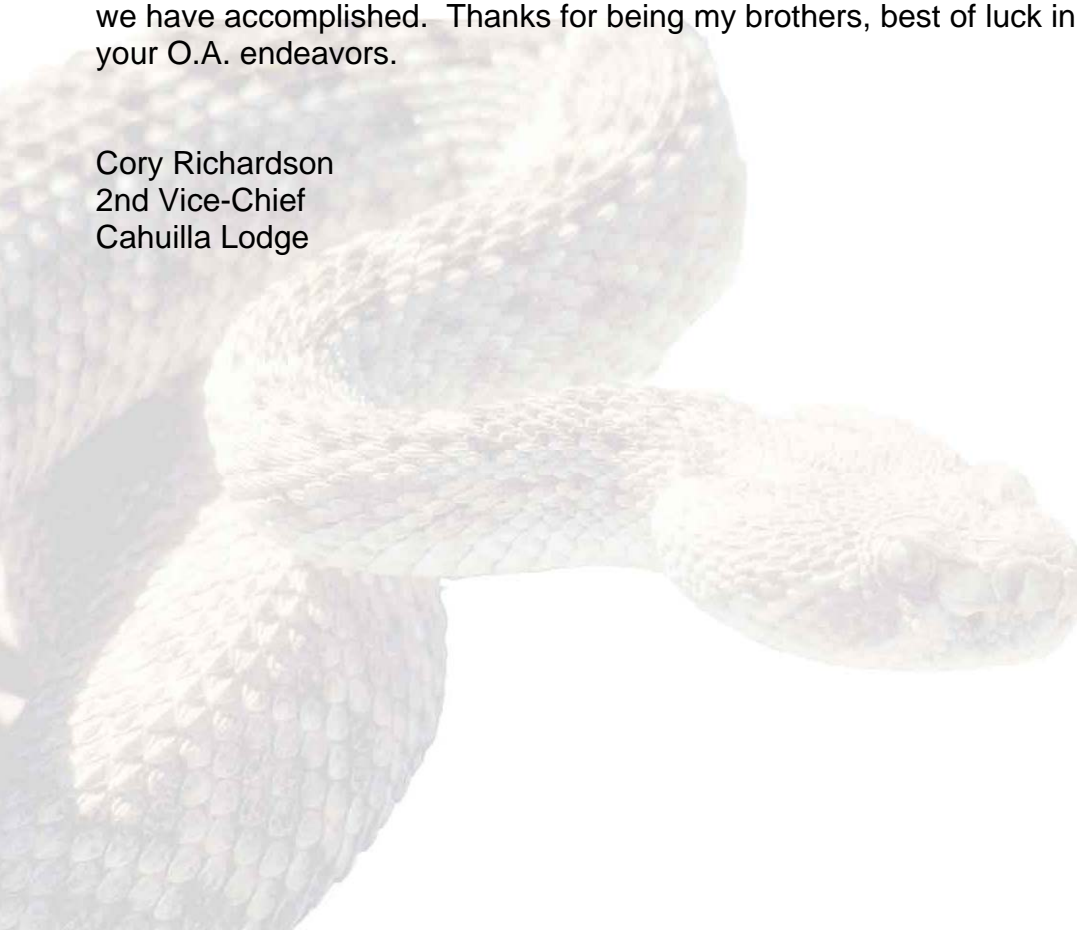 we have accomplished.  Thanks for being my brothers, best of luck in
your O.A. endeavors.
Cory Richardson
2nd Vice-Chief
Cahuilla Lodge